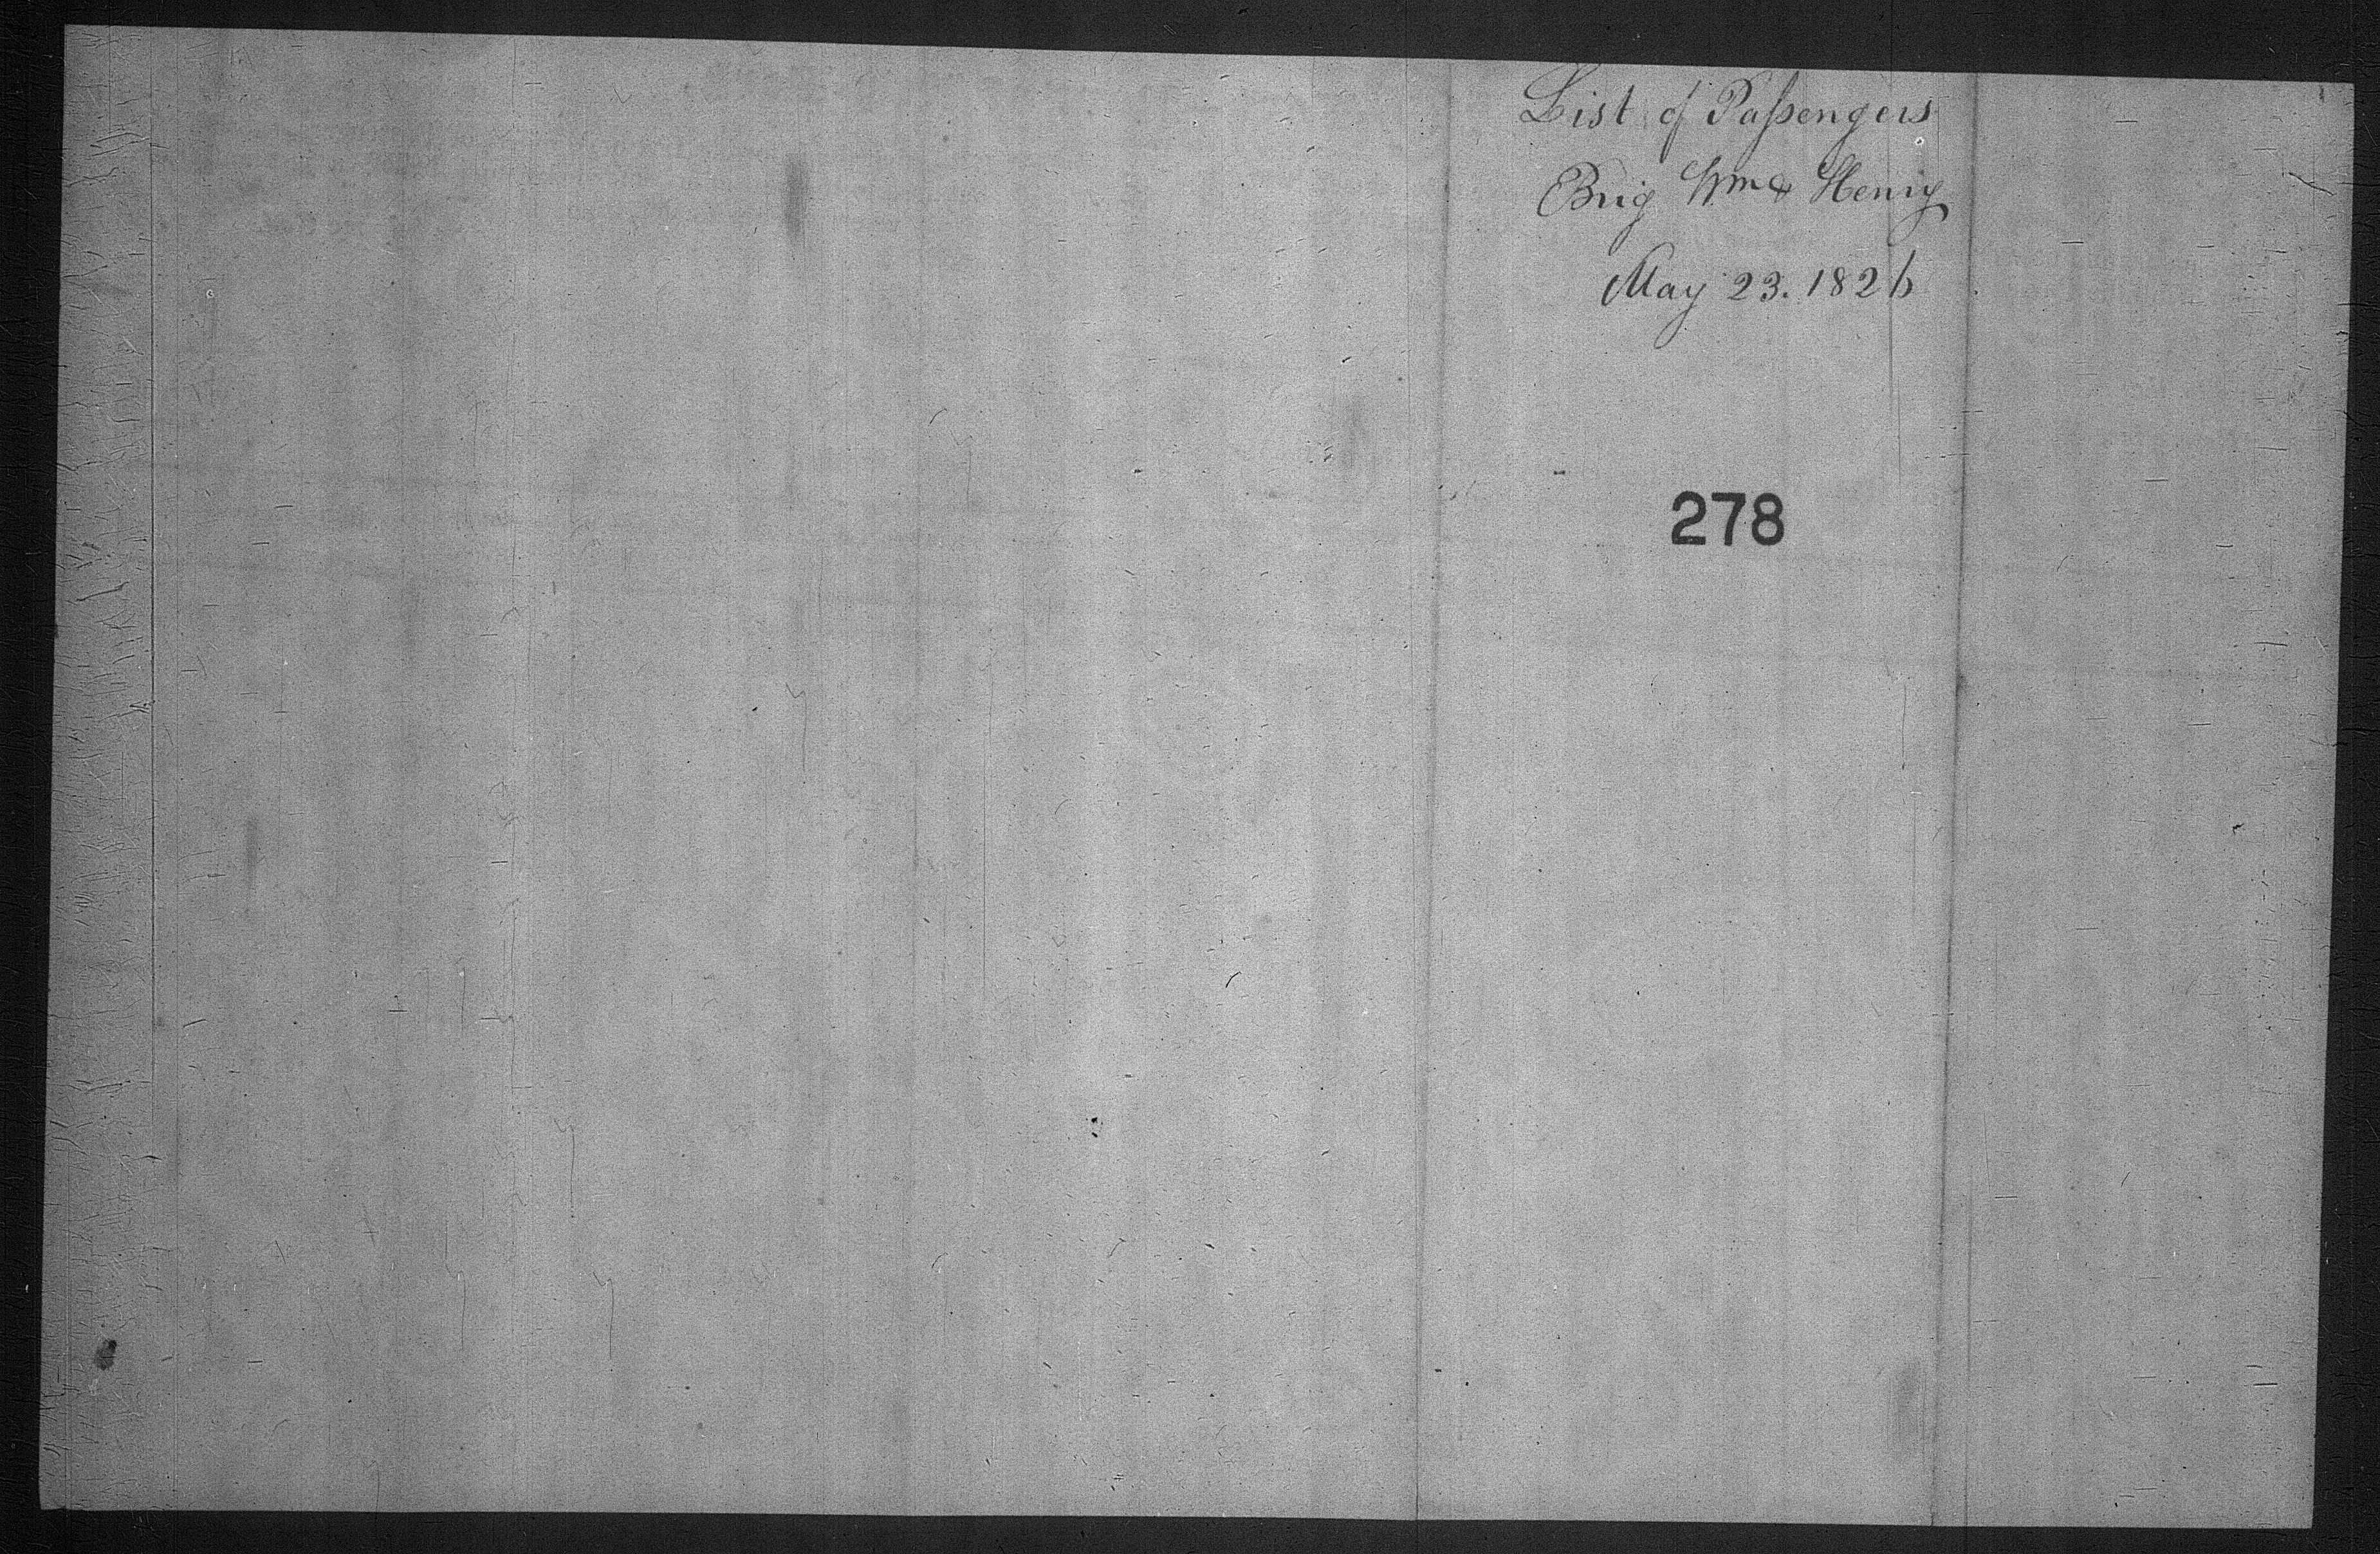 List of Passengers
Brig Wm & Henry
May 23. 1826
278